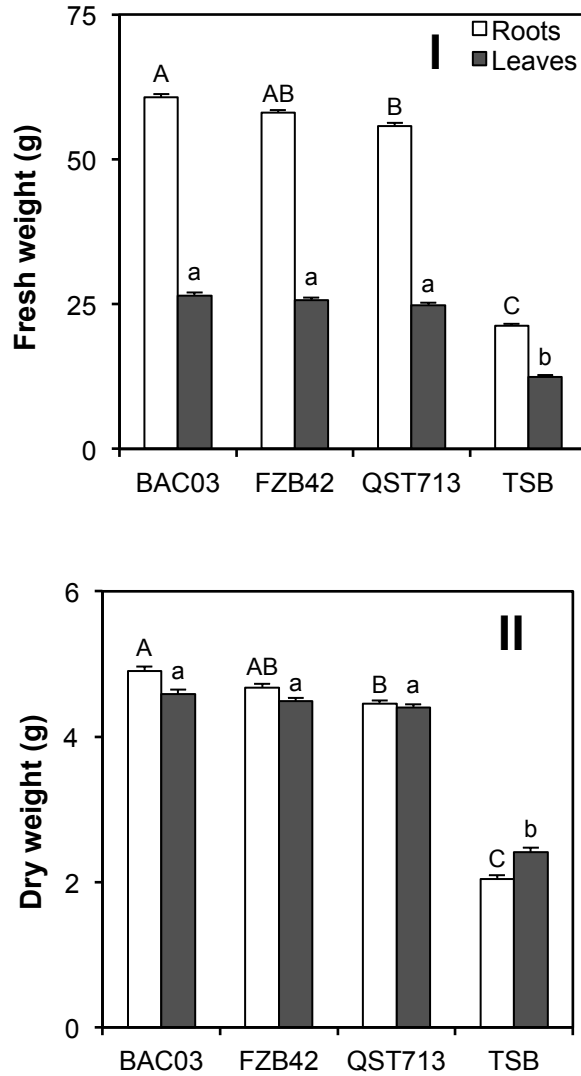 75
I
Roots
Leaves
A
AB
B
50
Fresh weight (g)
a
a
a
25
C
b
0
BAC03 FZB42 QST713 TSB
6
II
A
a
AB
a
B
a
4
Dry weight (g)
C
b
2
0
BAC03 FZB42 QST713 TSB